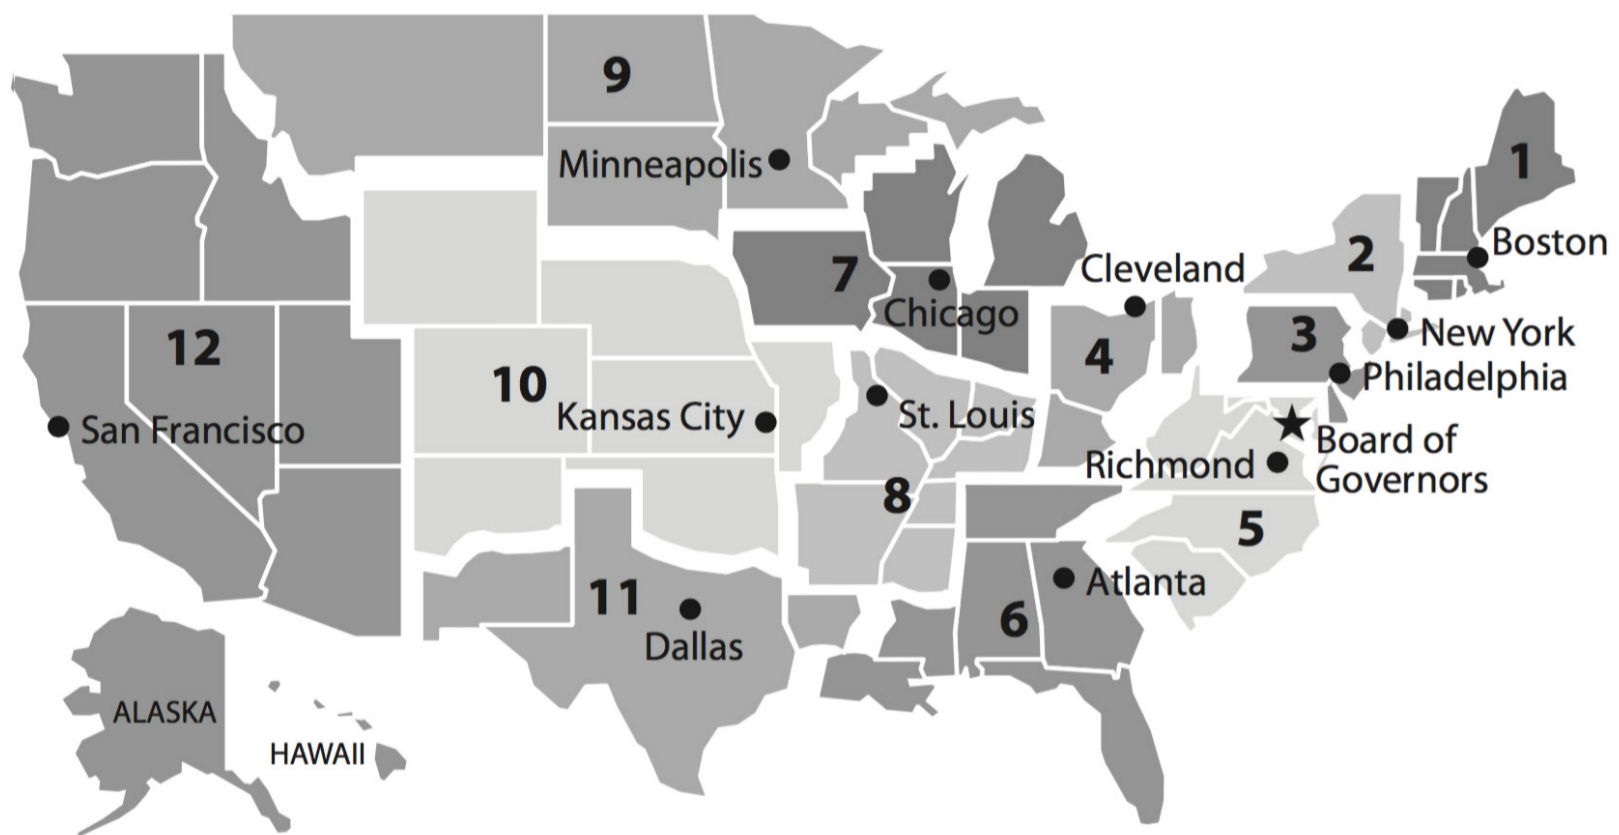 9
Minneapolis
1
2
Boston
7
Cleveland
Chicago
12
4
3
New York
10
Philadelphia
Kansas City
St. Louis
San Francisco
Board of
Governors
Richmond
8
5
11
Atlanta
6
Dallas
ALASKA
HAWAII